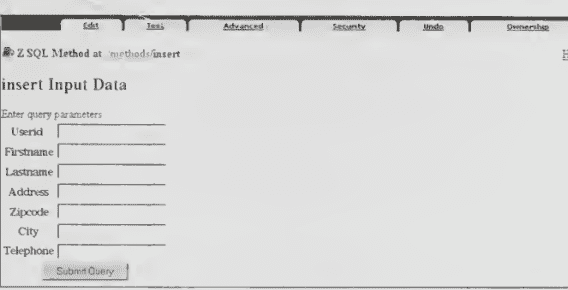 Edit Test Advanced Security Undo Ownership
Z SQL Method at /methods/insert
insert Input Data
Enter query parameters
Userid
Firstname
Lastname
Address
Zipcode
City
Telephone
Submit Query